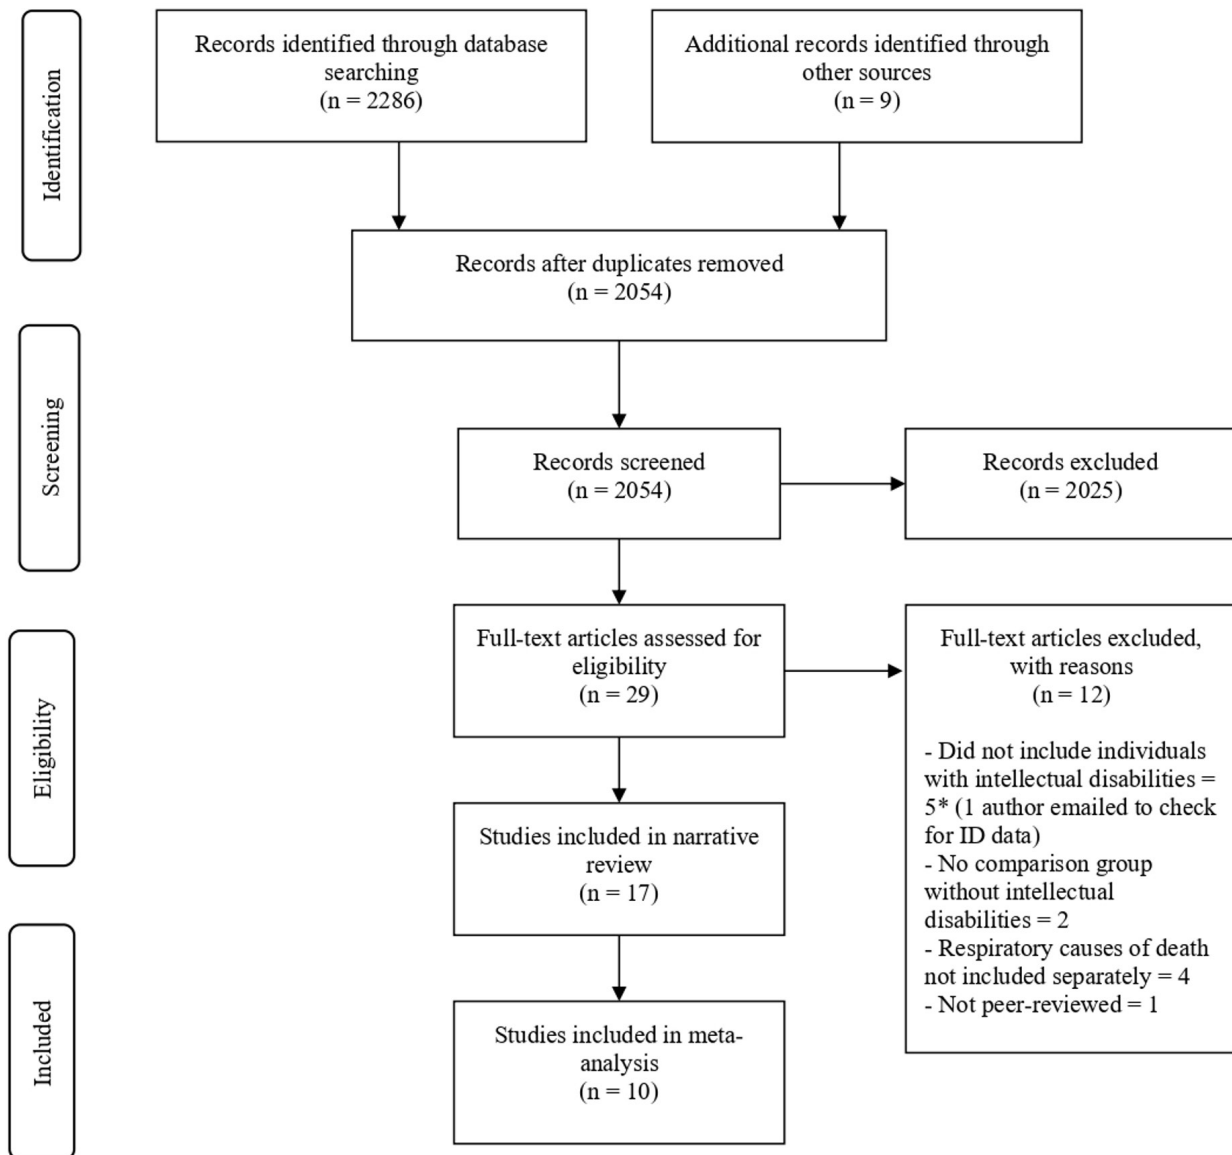 Identification
Records identified through database
searching
(n = 2286)
Additional records identified through
other sources
(n = 9)
Records after duplicates removed
(n = 2054)
Screening
Records screened
(n = 2054)
Records excluded
(n = 2025)
Eligibility
Full-text articles assessed for
eligibility
(n = 29)
Full-text articles excluded,
with reasons
(n = 12)
- Did not include individuals
with intellectual disabilities =
5* (1 author emailed to check
for ID data)
- No comparison group
without intellectual
disabilities = 2
- Respiratory causes of death
not included separately = 4
- Not peer-reviewed = 1
Studies included in narrative
review
(n = 17)
Included
Studies included in meta-
analysis
(n = 10)